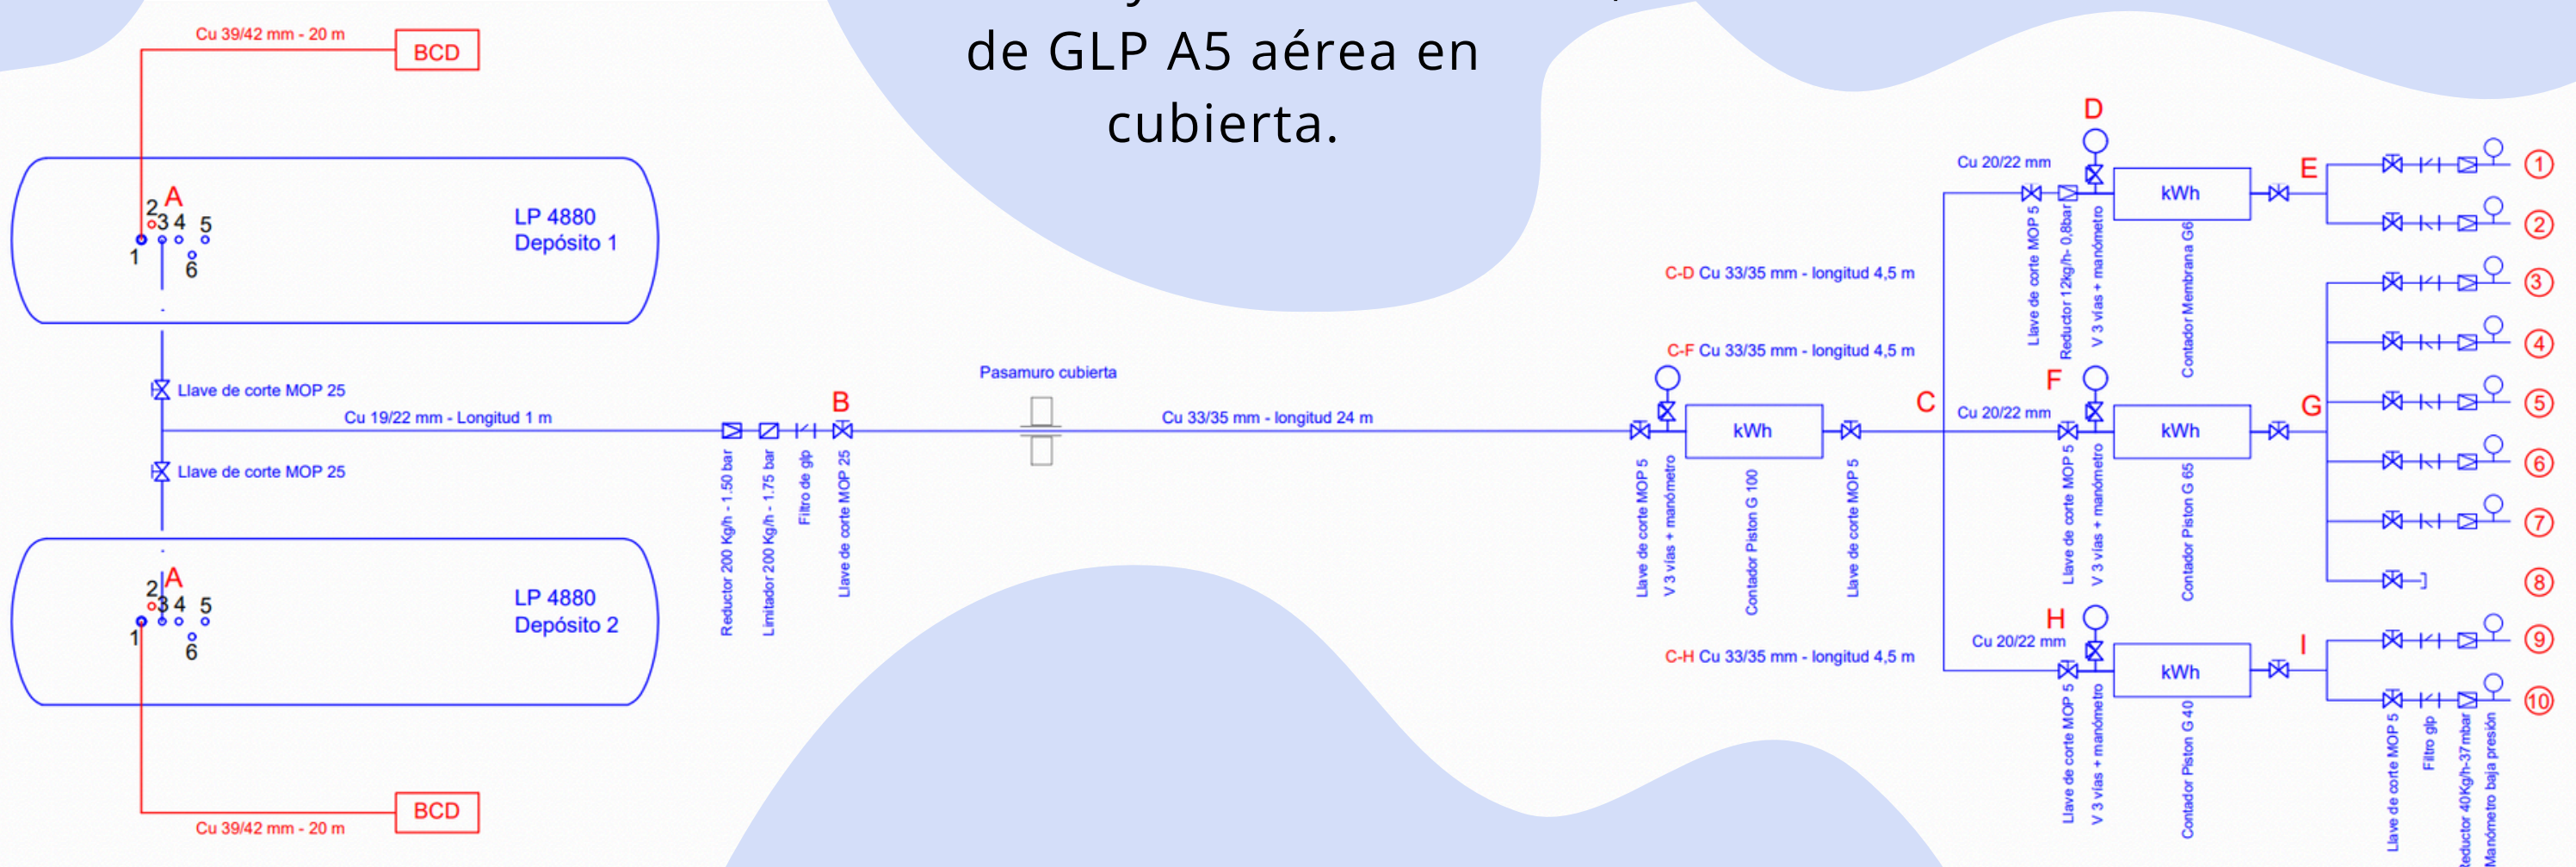 de GLP A5 aérea en
cubierta.
Cu 39/42 mm - 20 m
BCD
A
2
3 4 5
1
6
LP 4880
Depósito 1
Llave de corte MOP 25
Cu 19/22 mm - Longitud 1 m
Llave de corte MOP 25
A
2
3 4 5
1
6
LP 4880
Depósito 2
BCD
Cu 39/42 mm - 20 m
Reductor 200 Kg/h - 1.50 bar
Limitador 200 Kg/h - 1.75 bar
Filtro de glp
B
Llave de corte MOP 25
Pasamuro cubierta
Cu 33/35 mm - longitud 24 m
Llave de corte MOP 5
V 3 vías + manómetro
kWh
Contador Piston G 100
Llave de corte MOP 5
C-D Cu 33/35 mm - longitud 4,5 m
C-F Cu 33/35 mm - longitud 4,5 m
C-H Cu 33/35 mm - longitud 4,5 m
C
D
Cu 20/22 mm
Llave de corte MOP 5
Reductor 12kg/h- 0,8bar
V 3 vías + manómetro
kWh
Contador Membrana G6
E
F
Cu 20/22 mm
Llave de corte MOP 5
V 3 vías + manómetro
kWh
Contador Piston G 65
G
H
Cu 20/22 mm
Llave de corte MOP 5
V 3 vías + manómetro
kWh
Contador Piston G 40
I
1
2
3
4
5
6
7
8
9
10
Llave de corte MOP 5
Filtro glp
eductor 40Kg/h-37mbar
Manómetro baja presión